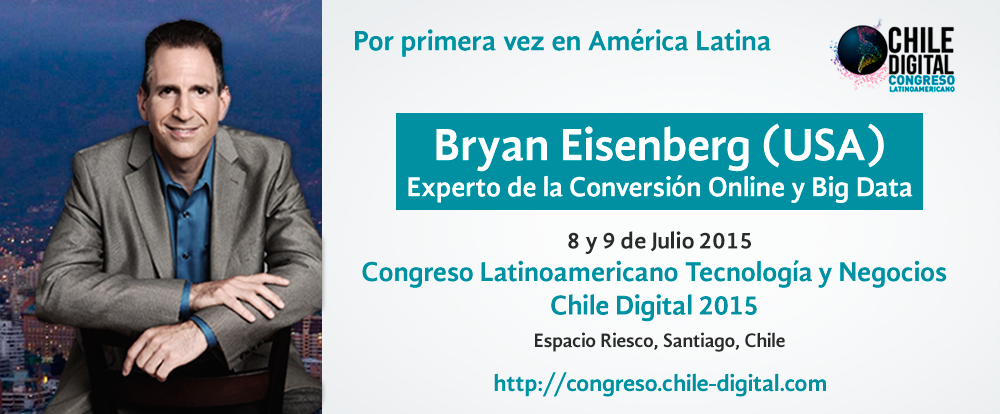 Por primera vez en América Latina
CHILE
DIGITAL
CONGRESO
LATINOAMERICANO
Bryan Eisenberg (USA)
Experto de la Conversión Online y Big Data
8 y 9 de Julio 2015
Congreso Latinoamericano Tecnología y Negocios
Chile Digital 2015
Espacio Riesco, Santiago, Chile
http://congreso.chile-digital.com